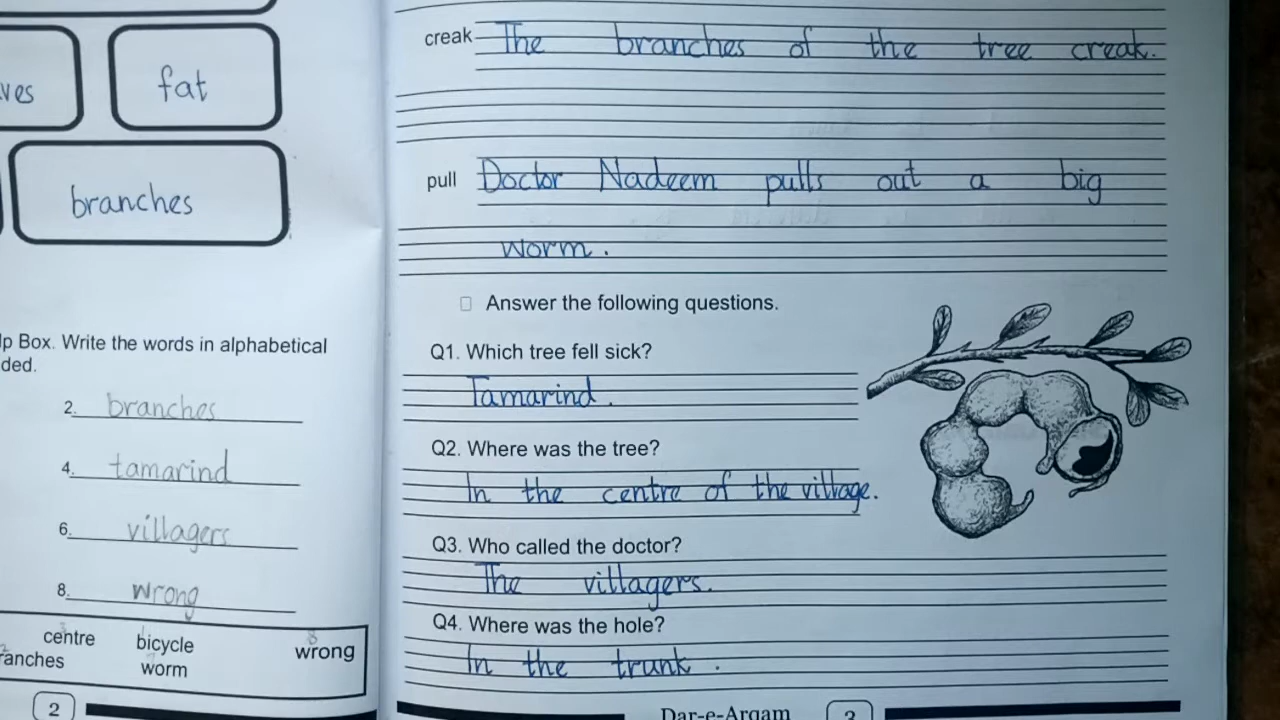 ves
fat
branches
lp Box. Write the words in alphabetical
ded.
2. branches
4. tamarind
6. villagers
8. wrong
centre bicycle wrong
ranches worm
2
creak The branches of the tree creak.
pull Doctor Nadeem pulls out a big
worm.
Answer the following questions.
Q1. Which tree fell sick?
Tamarind.
Q2. Where was the tree?
In the centre of the village.
Q3. Who called the doctor?
The villagers.
Q4. Where was the hole?
In the trunk.
Dar-e-Arqam 3